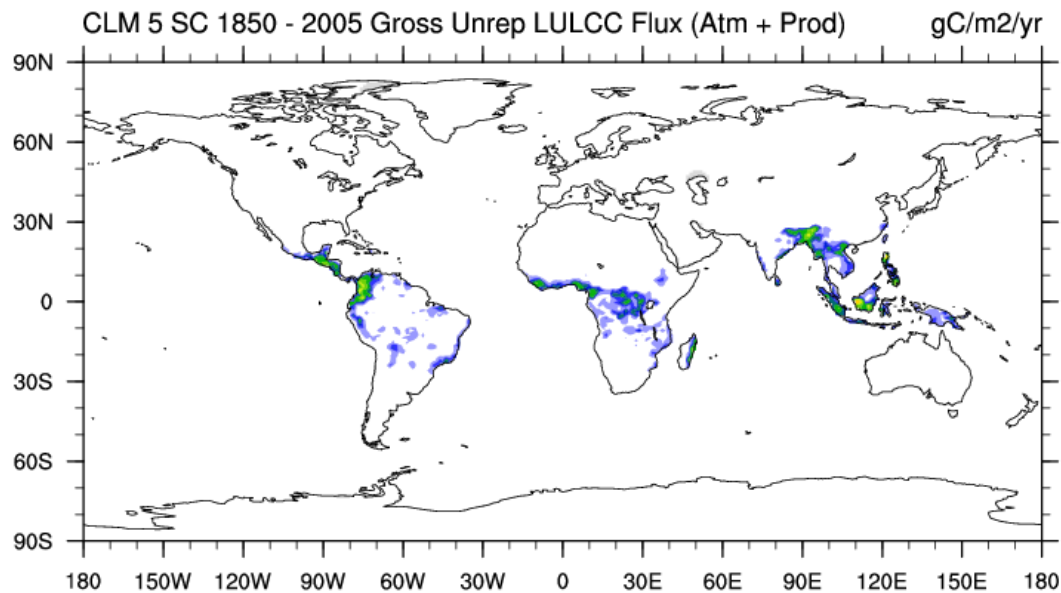 CLM 5 SC 1850 - 2005 Gross Unrep LULCC Flux (Atm + Prod) gC/m2/yr
90N
60N
30N
0
30S
60S
90S
180 150W 120W 90W 60W 30W 0 30E 60E 90E 120E 150E 180